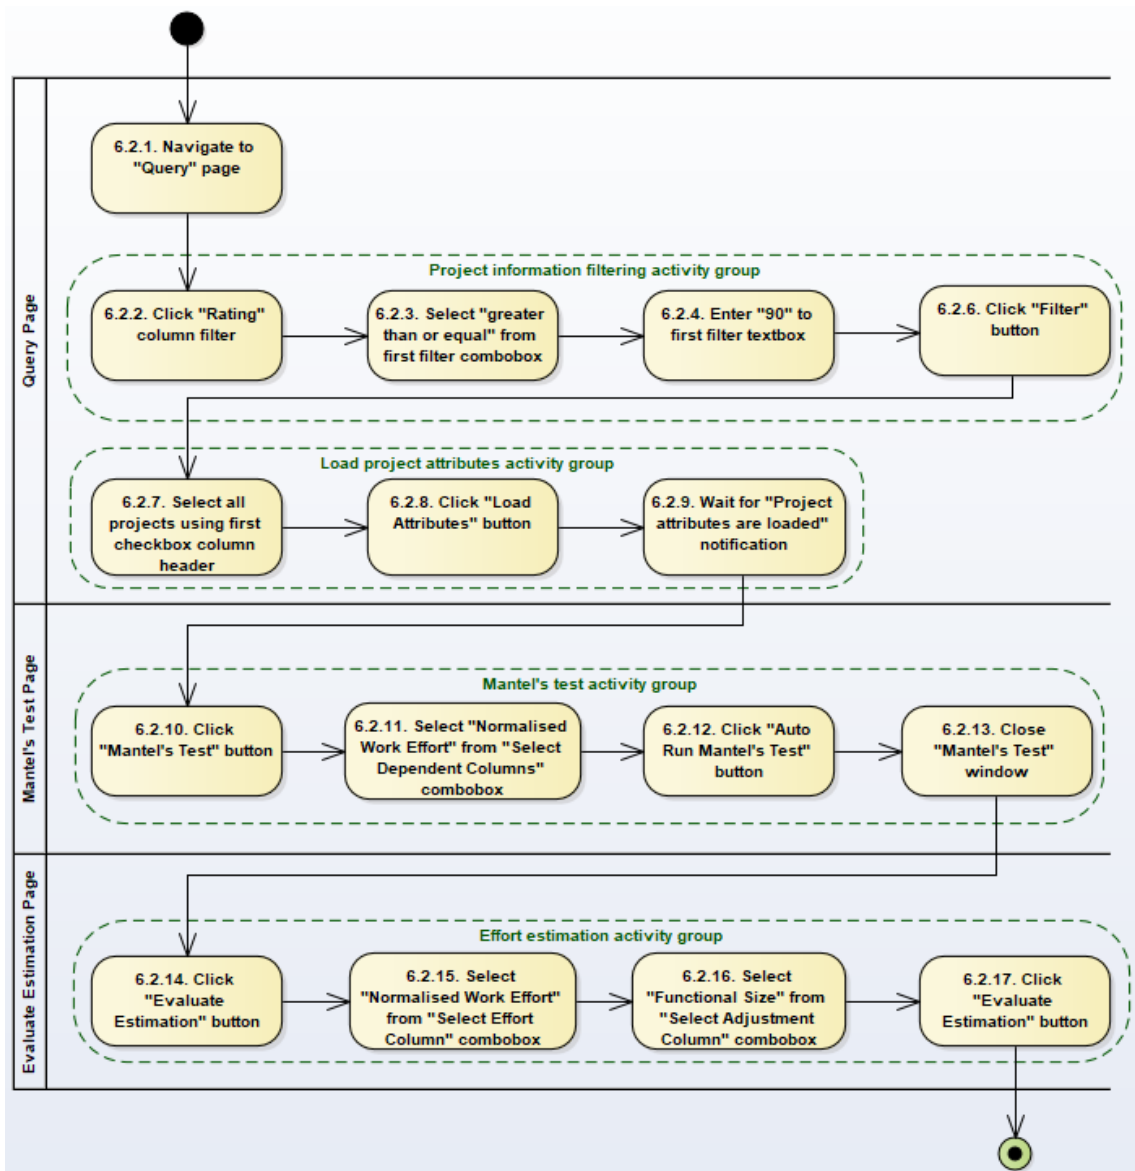 Query Page
6.2.1. Navigate to
"Query" page
Project information filtering activity group
6.2.2. Click "Rating"
column filter
6.2.3. Select "greater
than or equal" from
first filter combobox
6.2.4. Enter "90" to
first filter textbox
6.2.6. Click "Filter"
button
Load project attributes activity group
6.2.7. Select all
projects using first
checkbox column
header
6.2.8. Click "Load
Attributes" button
6.2.9. Wait for "Project
attributes are loaded"
notification
Mantel's Test Page
Mantel's test activity group
6.2.10. Click
"Mantel's Test" button
6.2.11. Select "Normalised
Work Effort" from "Select
Dependent Columns"
combobox
6.2.12. Click "Auto
Run Mantel's Test"
button
6.2.13. Close
"Mantel's Test"
window
Evaluate Estimation Page
Effort estimation activity group
6.2.14. Click
"Evaluate
Estimation" button
6.2.15. Select
"Normalised Work Effort"
from "Select Effort
Column" combobox
6.2.16. Select
"Functional Size" from
"Select Adjustment
Column" combobox
6.2.17. Click
"Evaluate
Estimation" button